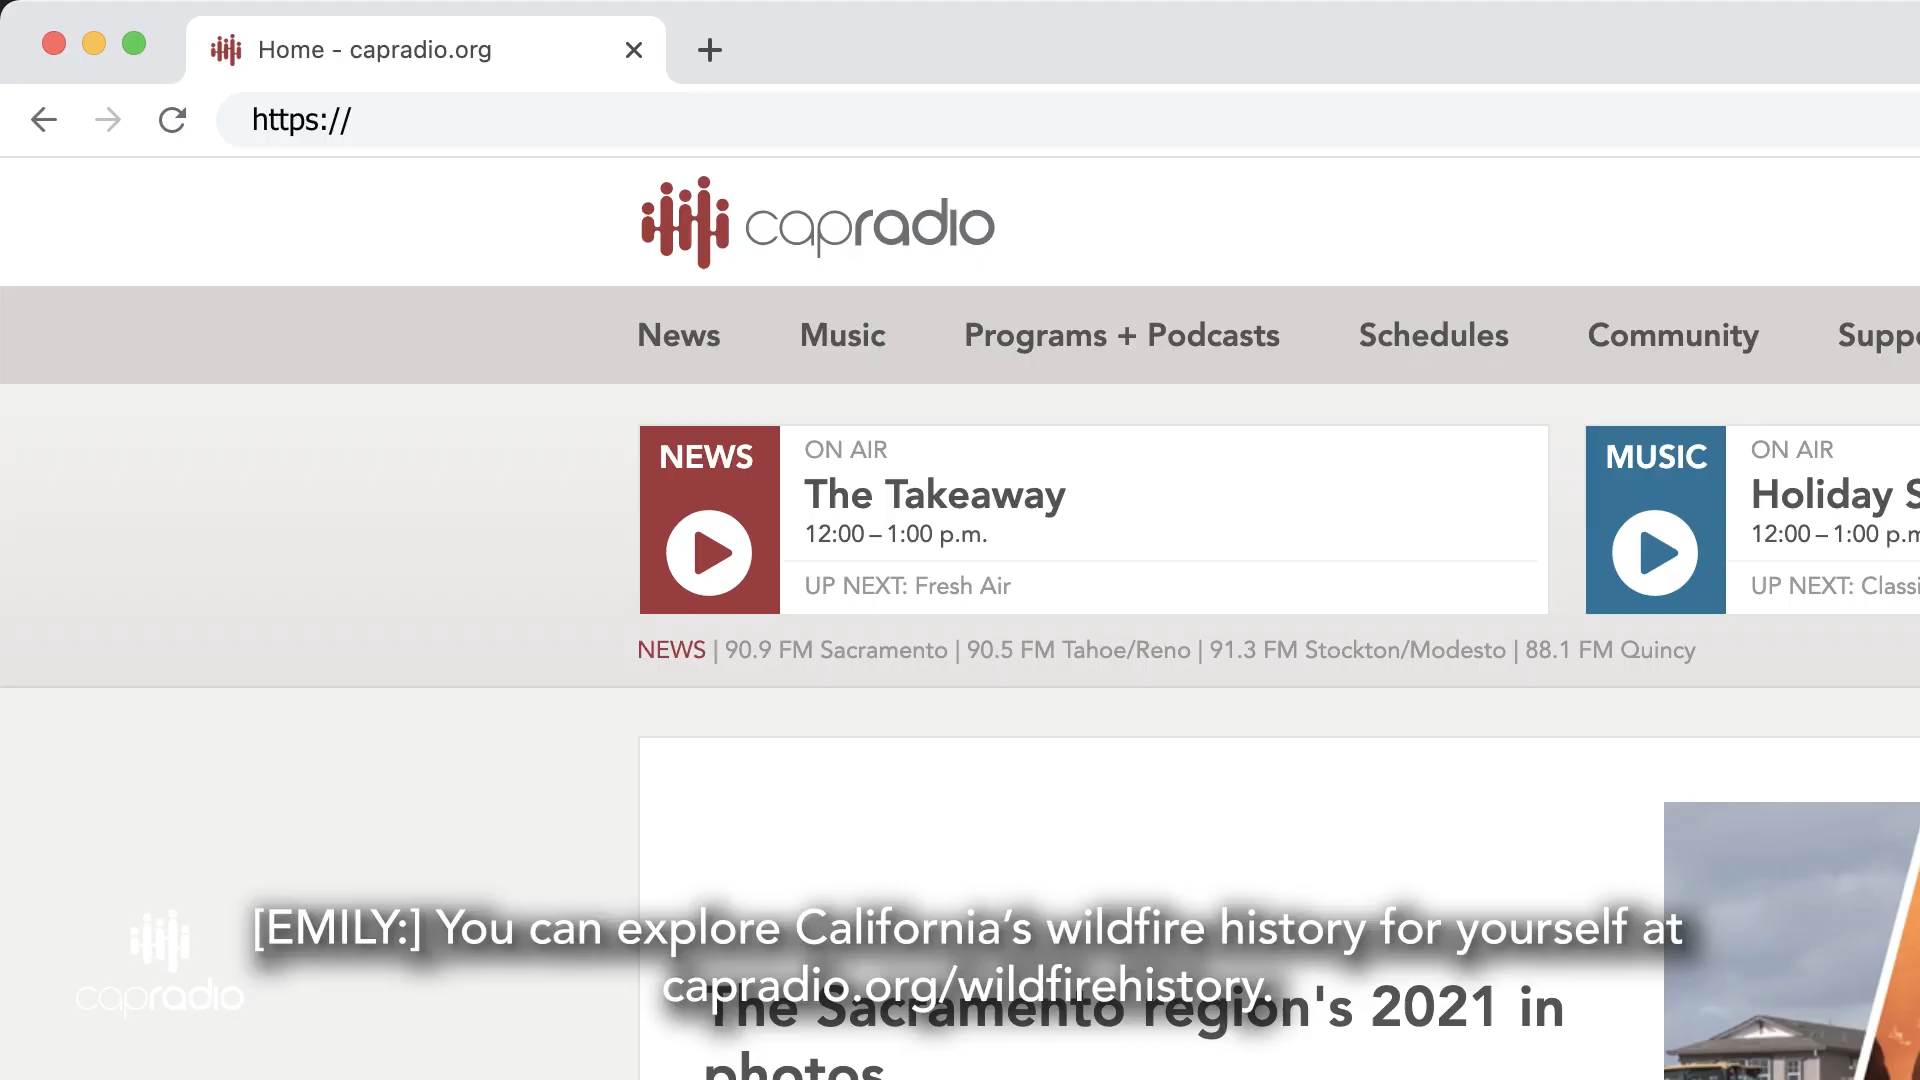 Home - capradio.org
https://
capradio
News Music Programs + Podcasts Schedules Community Suppo
NEWS
ON AIR
The Takeaway
12:00 – 1:00 p.m.
UP NEXT: Fresh Air
MUSIC
ON AIR
Holiday S
12:00 – 1:00 p.m
UP NEXT: Classi
NEWS | 90.9 FM Sacramento | 90.5 FM Tahoe/Reno | 91.3 FM Stockton/Modesto | 88.1 FM Quincy
The Sacramento region's 2021 in
photos
[EMILY:] You can explore California’s wildfire history for yourself at
capradio.org/wildfirehistory.
capradio